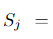 S_j =